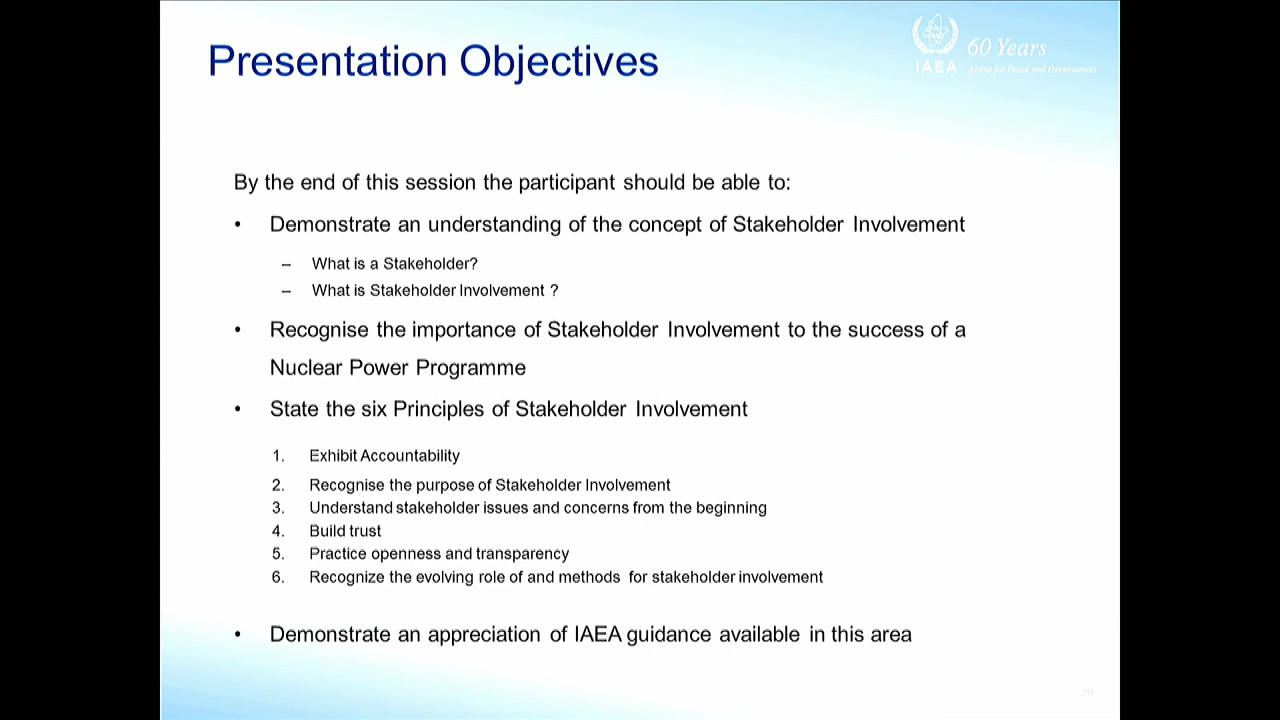 Presentation Objectives
60 Years
IAEA Atoms for Peace and Development
By the end of this session the participant should be able to:
• Demonstrate an understanding of the concept of Stakeholder Involvement
– What is a Stakeholder?
– What is Stakeholder Involvement ?
• Recognise the importance of Stakeholder Involvement to the success of a
Nuclear Power Programme
• State the six Principles of Stakeholder Involvement
1. Exhibit Accountability
2. Recognise the purpose of Stakeholder Involvement
3. Understand stakeholder issues and concerns from the beginning
4. Build trust
5. Practice openness and transparency
6. Recognize the evolving role of and methods for stakeholder involvement
• Demonstrate an appreciation of IAEA guidance available in this area